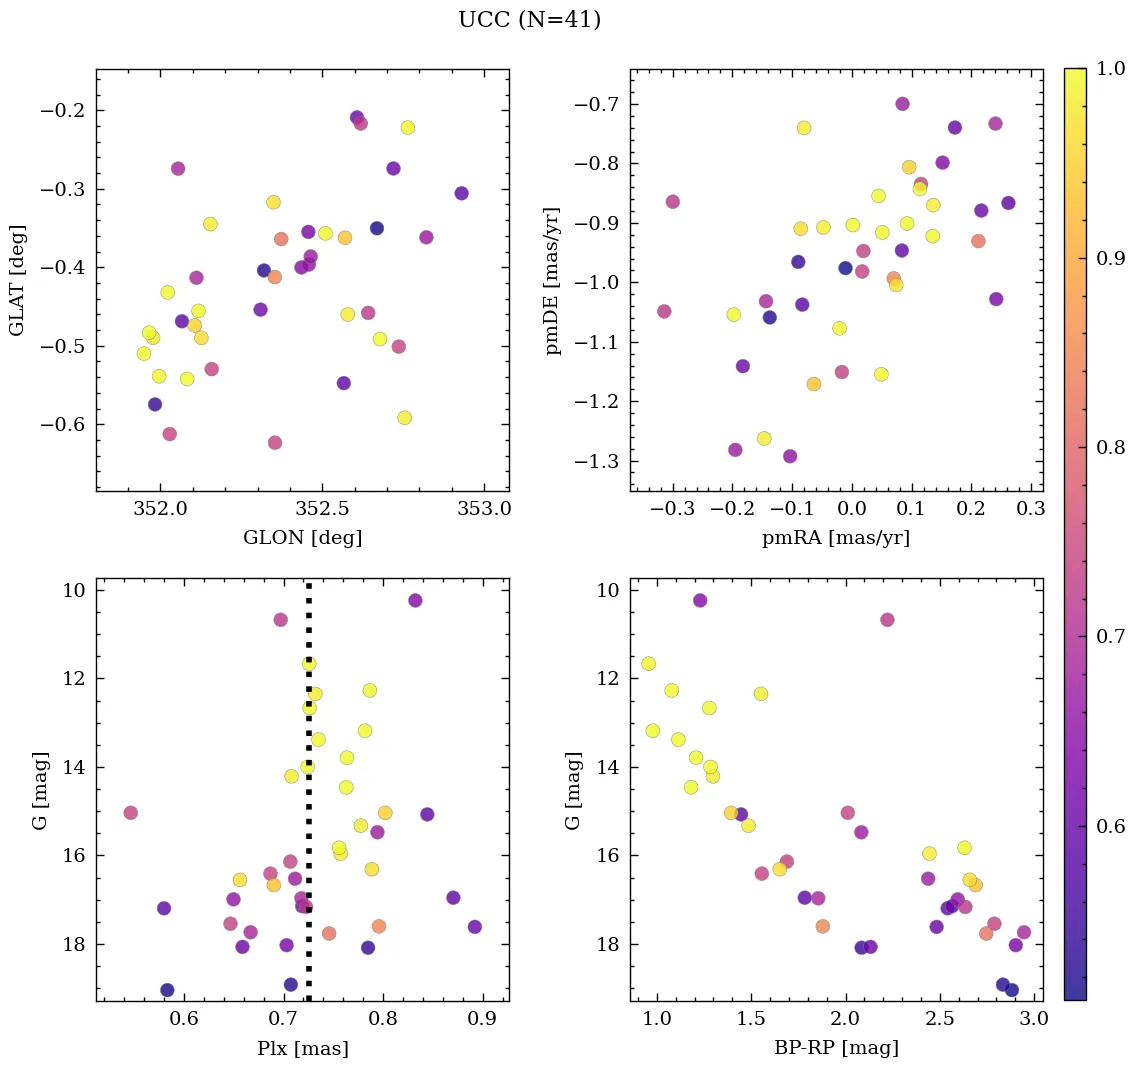 UCC (N=41)
−0.2
−0.3
−0.4
−0.5
−0.6
GLAT [deg]
352.0 352.5 353.0
GLON [deg]
−0.7
−0.8
−0.9
−1.0
−1.1
−1.2
−1.3
pmDE [mas/yr]
−0.3 −0.2 −0.1 0.0 0.1 0.2 0.3
pmRA [mas/yr]
10
12
14
16
18
G [mag]
0.6 0.7 0.8 0.9
Plx [mas]
10
12
14
16
18
G [mag]
1.0 1.5 2.0 2.5 3.0
BP-RP [mag]
1.0
0.9
0.8
0.7
0.6